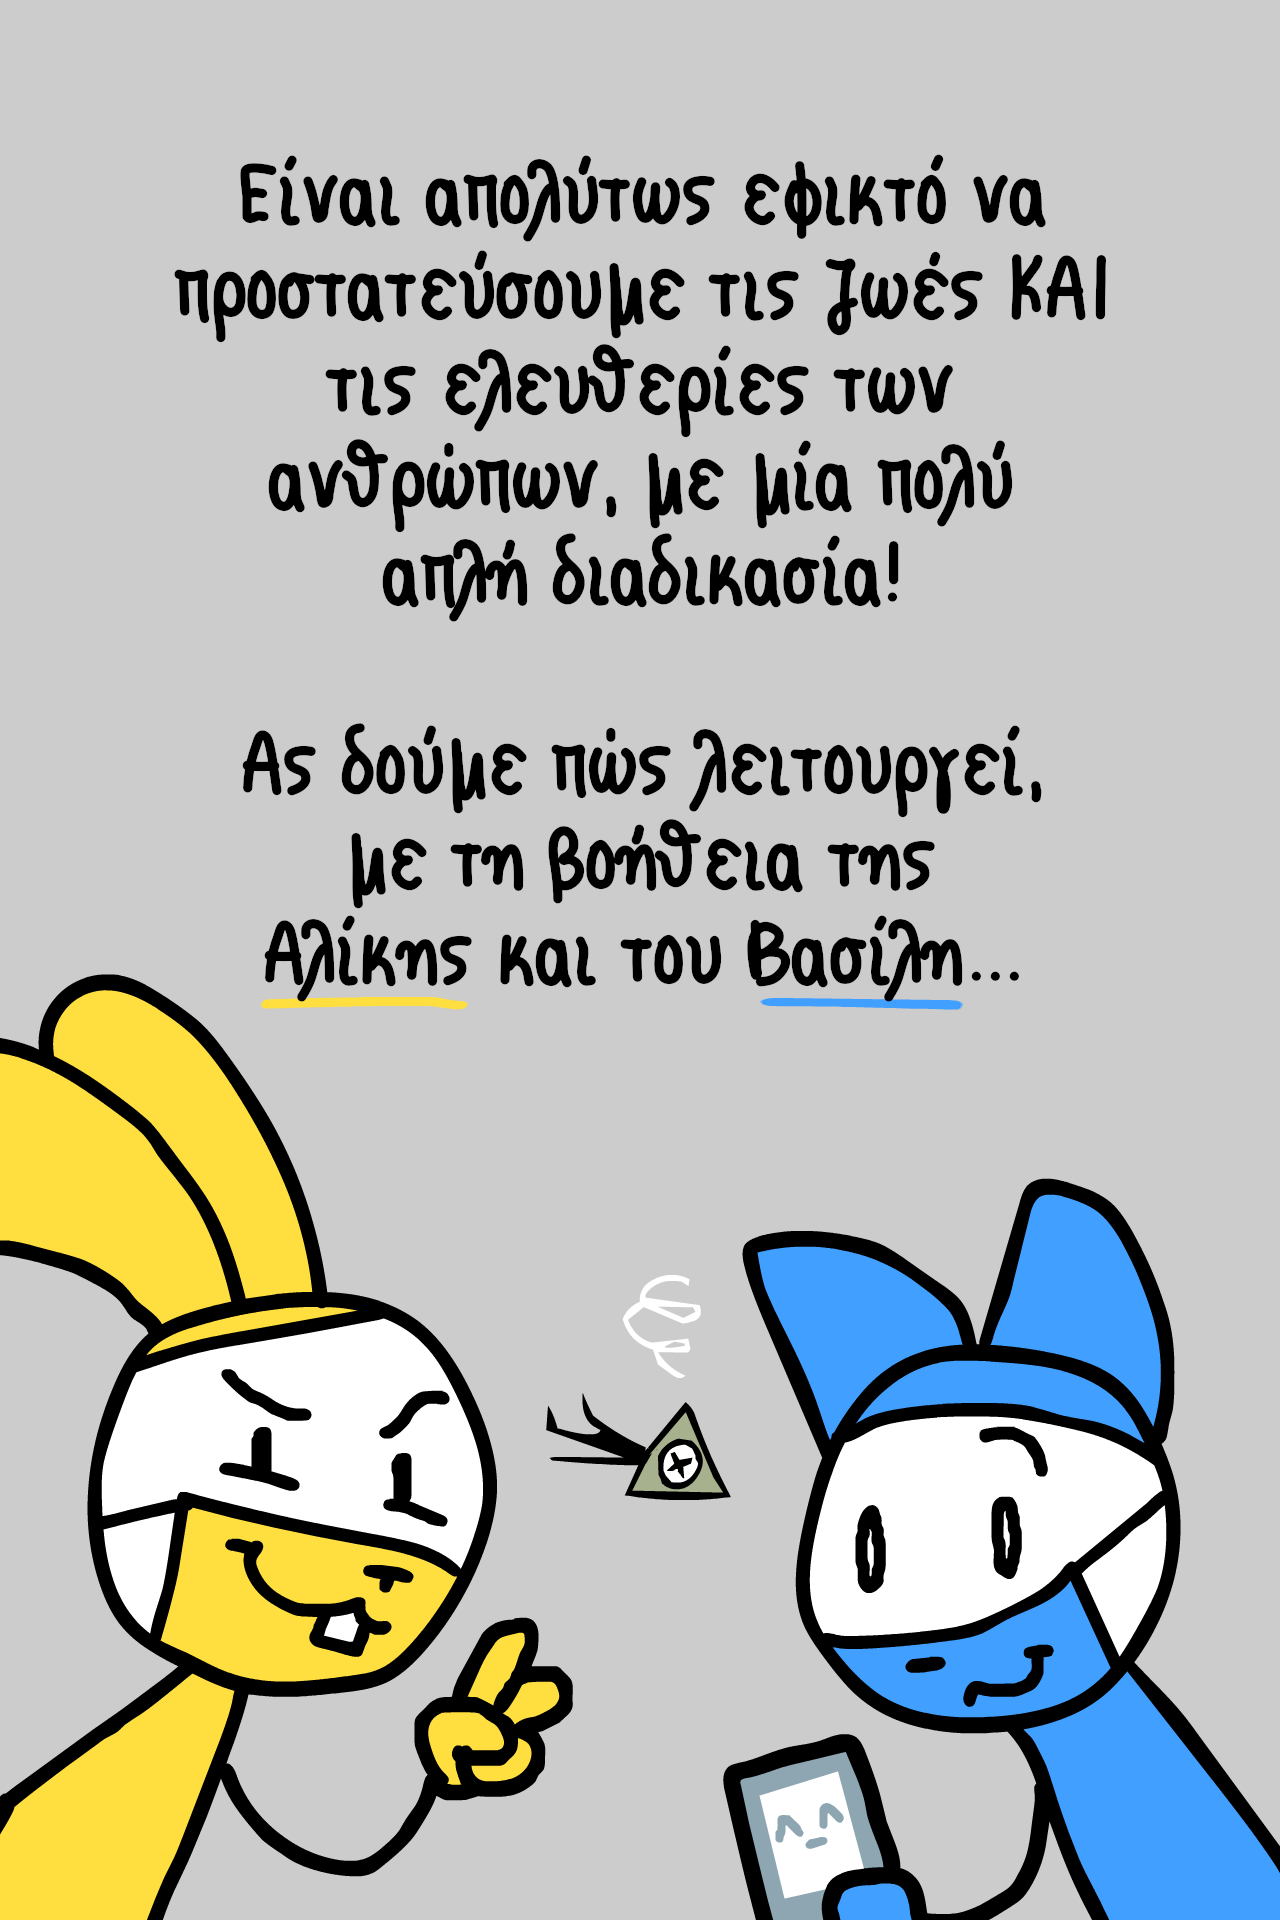 Είναι απολύτως εφικτό να
προστατεύσουμε τις ζωές ΚΑΙ
τις ελευθερίες των
ανθρώπων, με μία πολύ
απλή διαδικασία!
Ας δούμε πώς λειτουργεί,
με τη βοήθεια της
Αλίκης και του Βασίλη...